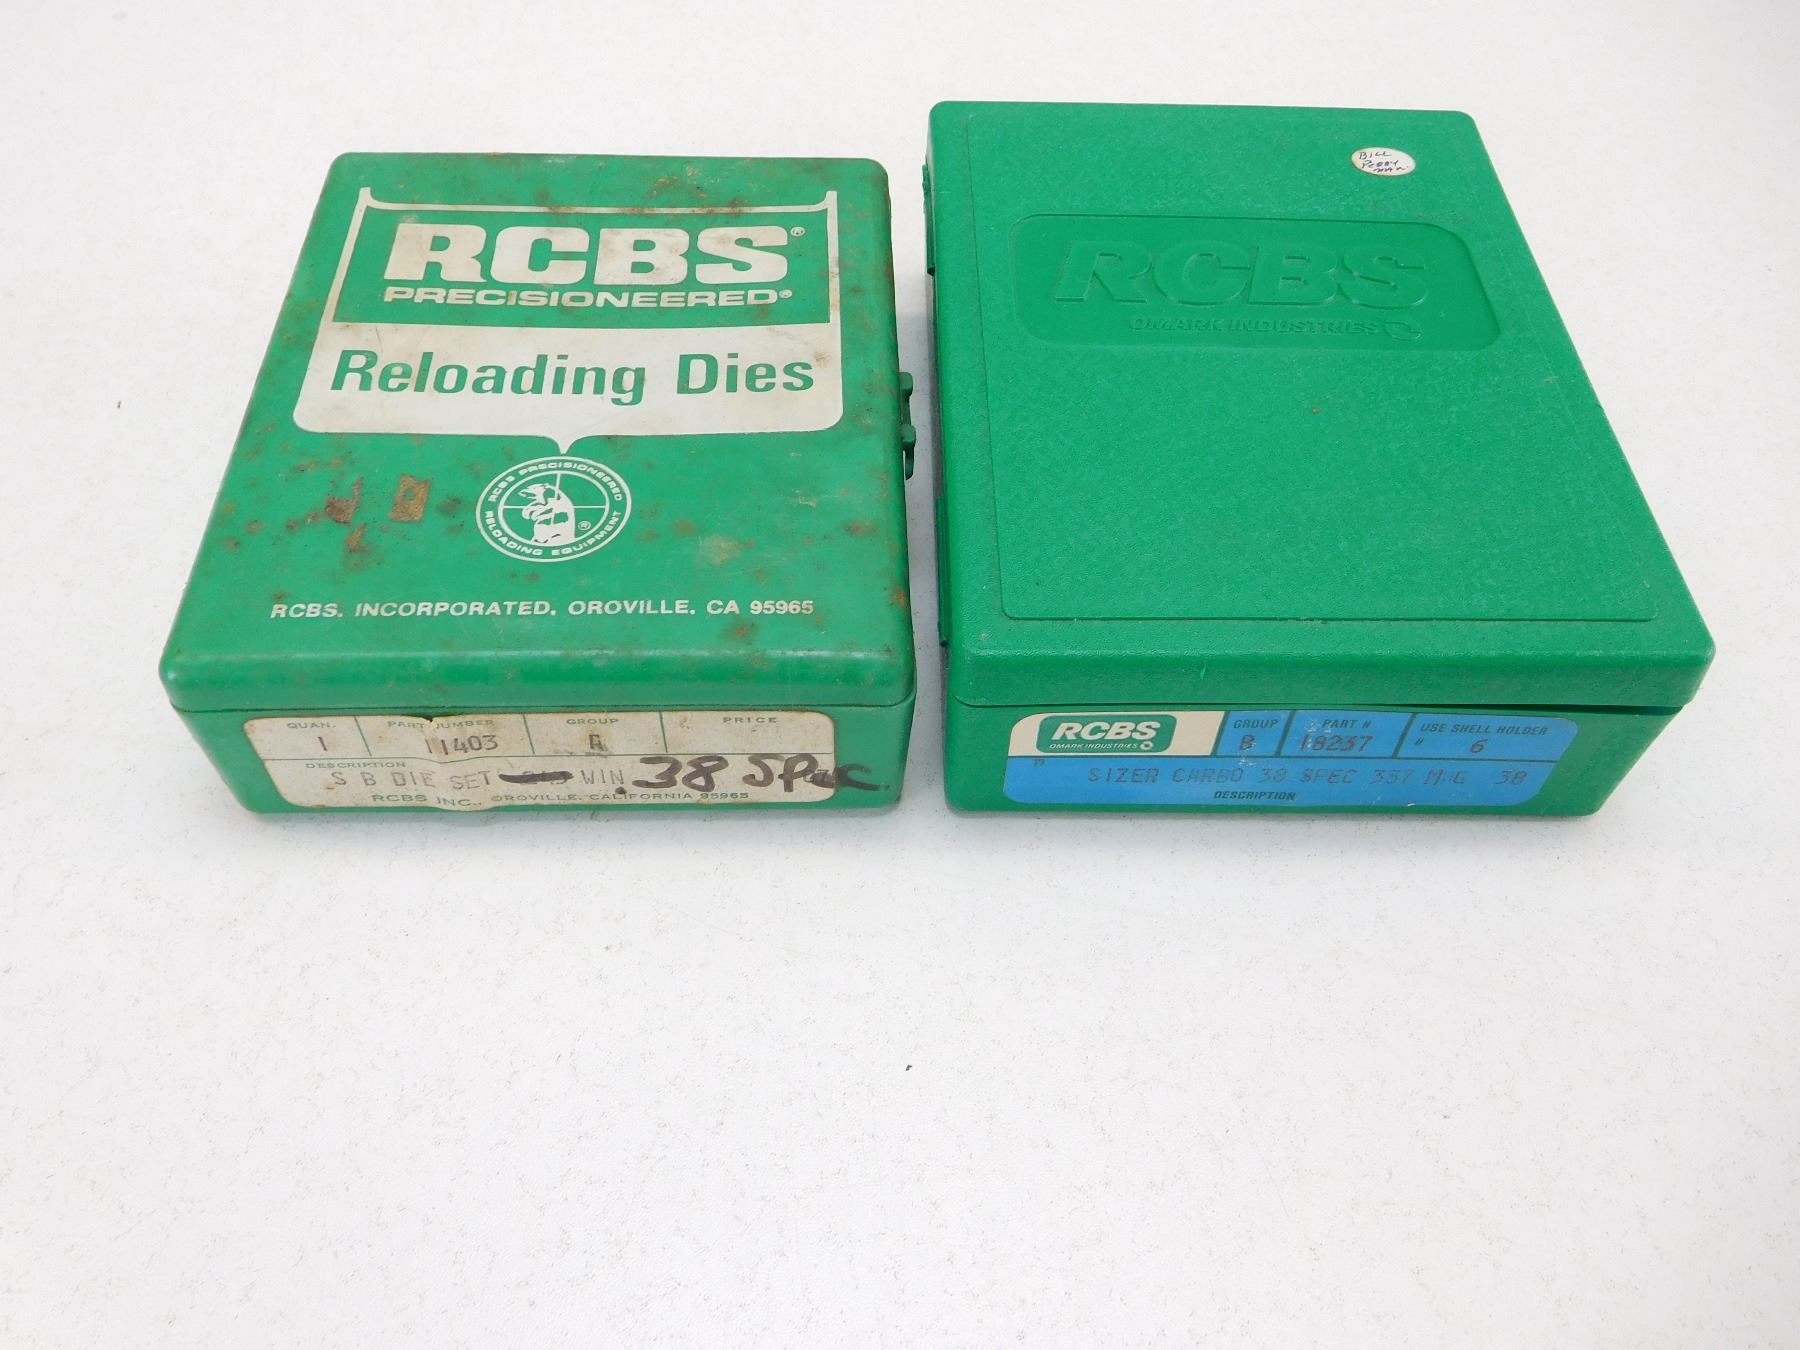 RCBS®
PRECISIONEERED®
Reloading Dies
RCBS PRECISIONEERED
RELOADING EQUIPMENT ®
RCBS, INCORPORATED, OROVILLE, CA 95965
QUAN. PART NUMBER GROUP PRICE
1 11403 A
DESCRIPTION
S B DIE SET WIN .38 Spec.
RCBS INC., OROVILLE, CALIFORNIA 95965
BILL
RCBS
OMARK INDUSTRIES
RCBS GROUP PART # USE SHELL HOLDER
OMARK INDUSTRIES B 18237 # 6
SIZER CARBO 38 SPEC 357 MAG 38
DESCRIPTION